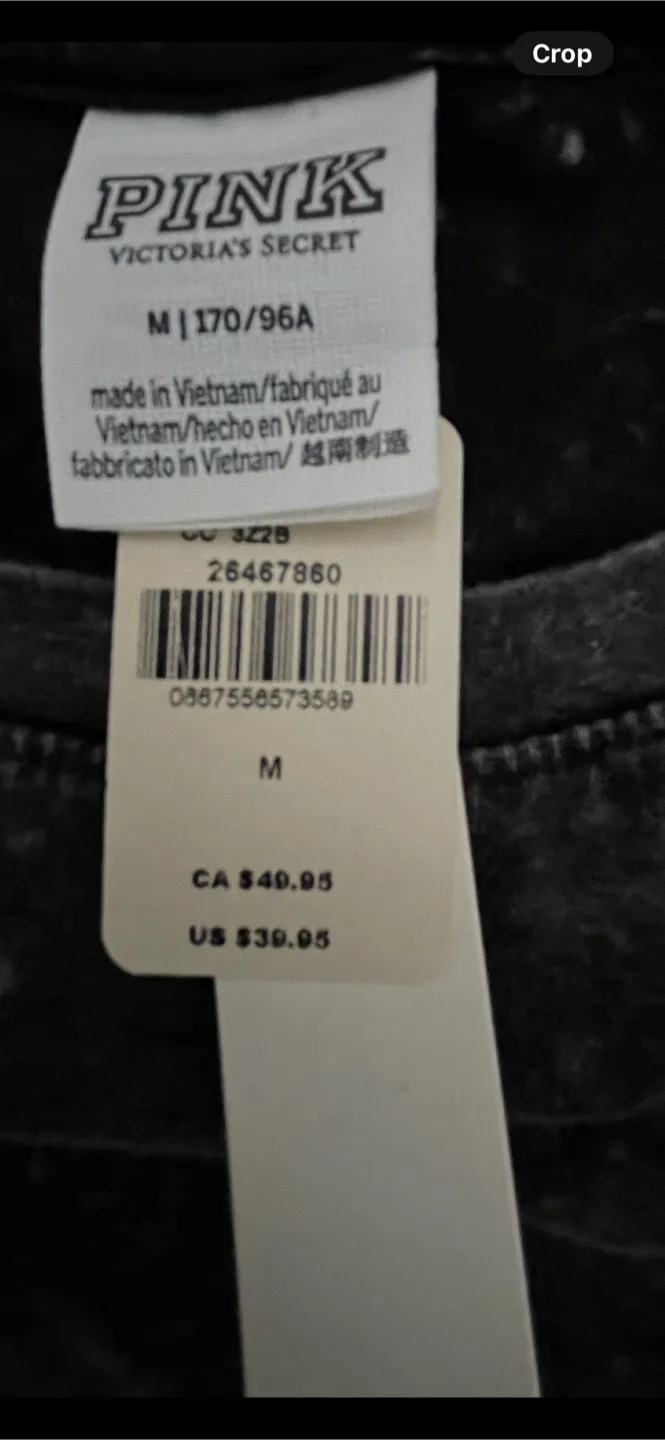 Crop
PINK
VICTORIA'S SECRET
M | 170/96A
made in Vietnam/fabriqué au
Vietnam/hecho en Vietnam/
fabbricato in Vietnam/ 越南制造
3Z2B
26467860
M
CA $49.95
US $39.95